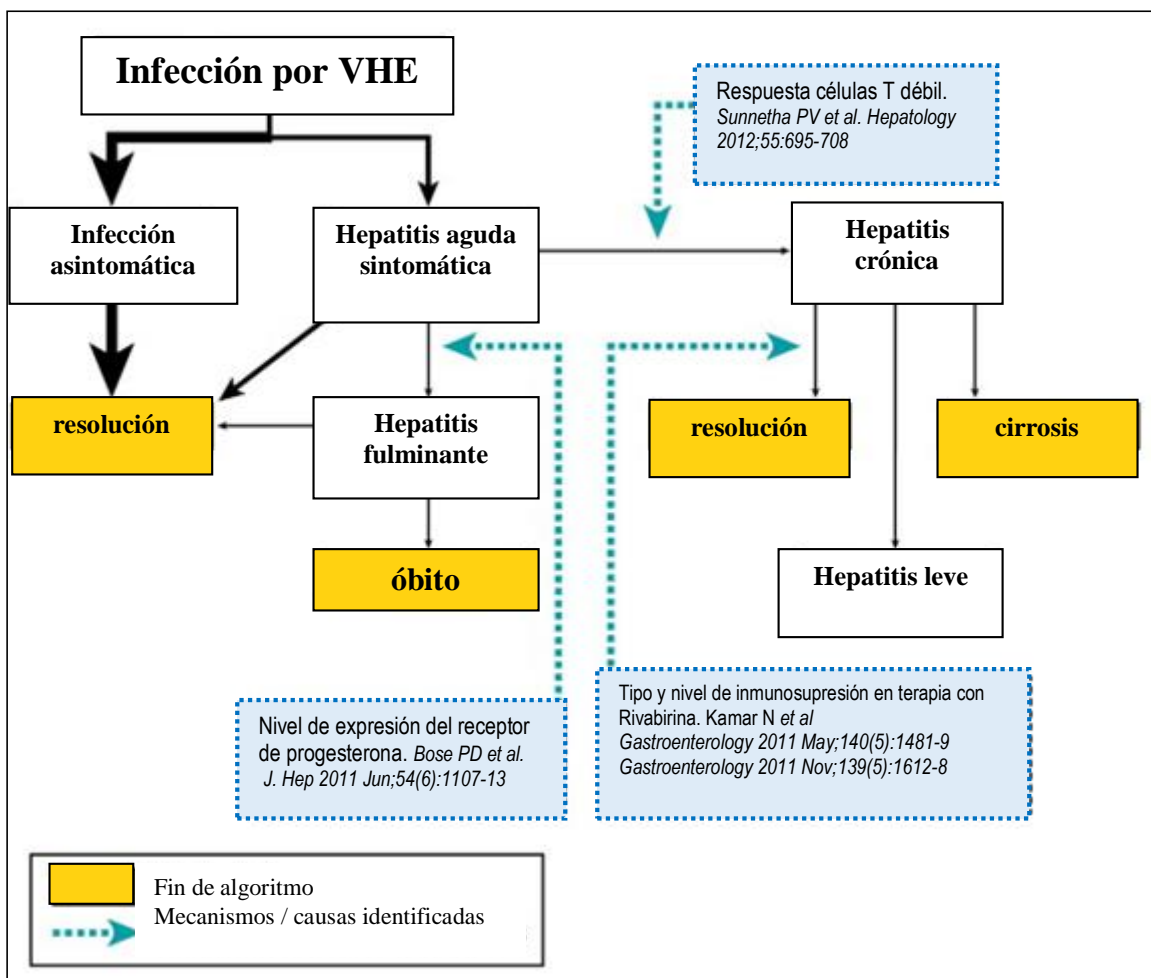 Infección por VHE
Respuesta células T débil.
Sunnetha PV et al. Hepatology
2012;55:695-708
Infección
asintomática
Hepatitis aguda
sintomática
Hepatitis
crónica
resolución
Hepatitis
fulminante
resolución
cirrosis
óbito
Hepatitis leve
Nivel de expresión del receptor
de progesterona. Bose PD et al.
J. Hep 2011 Jun;54(6):1107-13
Tipo y nivel de inmunosupresión en terapia con
Rivabirina. Kamar N et al
Gastroenterology 2011 May;140(5):1481-9
Gastroenterology 2011 Nov;139(5):1612-8
Fin de algoritmo
Mecanismos / causas identificadas